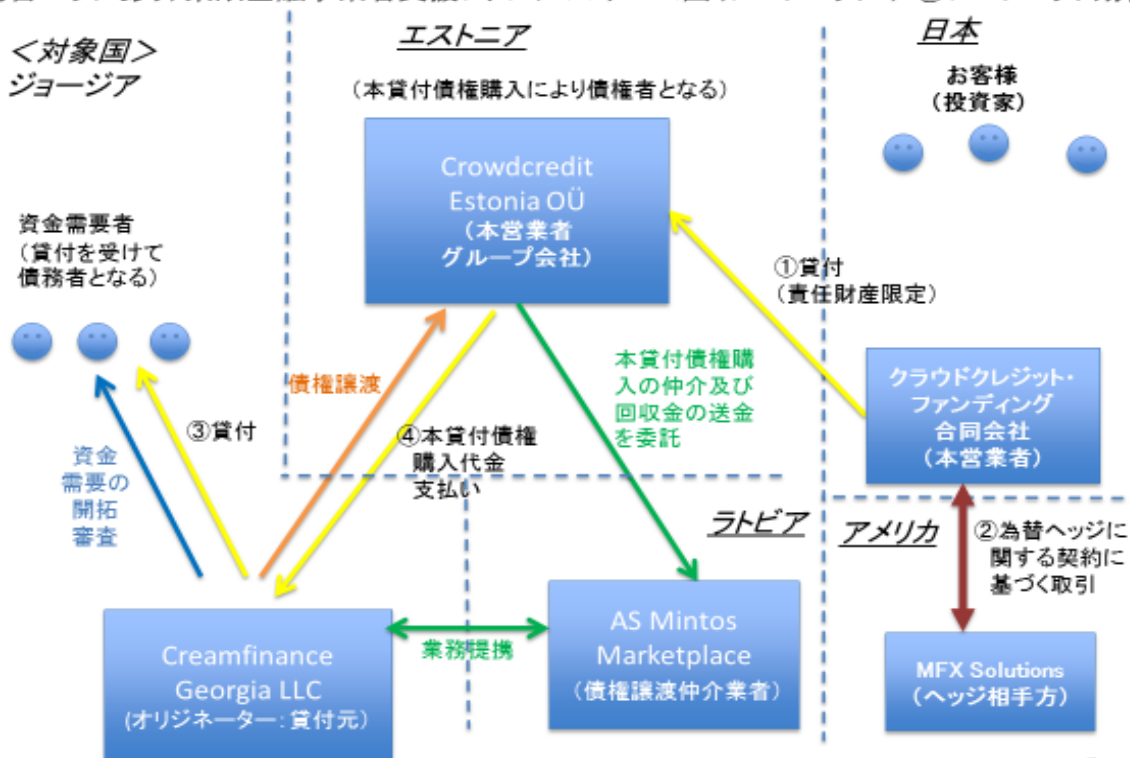 ＜対象国＞
ジョージア
エストニア
（本貸付債権購入により債権者となる）
日本
お客様
（投資家）
Crowdcredit
Estonia OÜ
（本営業者
グループ会社）
資金需要者
（貸付を受けて
債務者となる）
①貸付
（責任財産限定）
債権譲渡
本貸付債権購
入の仲介及び
回収金の送金
を委託
クラウドクレジット・
ファンディング
合同会社
（本営業者）
③貸付
④本貸付債権
購入代金
支払い
資金
需要の
開拓
審査
ラトビア
アメリカ
②為替ヘッジに
関する契約に
基づく取引
Creamfinance
Georgia LLC
(オリジネーター：貸付元）
業務提携
AS Mintos
Marketplace
（債権譲渡仲介業者）
MFX Solutions
（ヘッジ相手方）